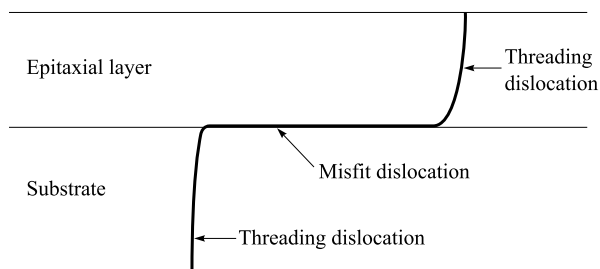 Epitaxial layer
Threading
dislocation
Misfit dislocation
Substrate
Threading dislocation